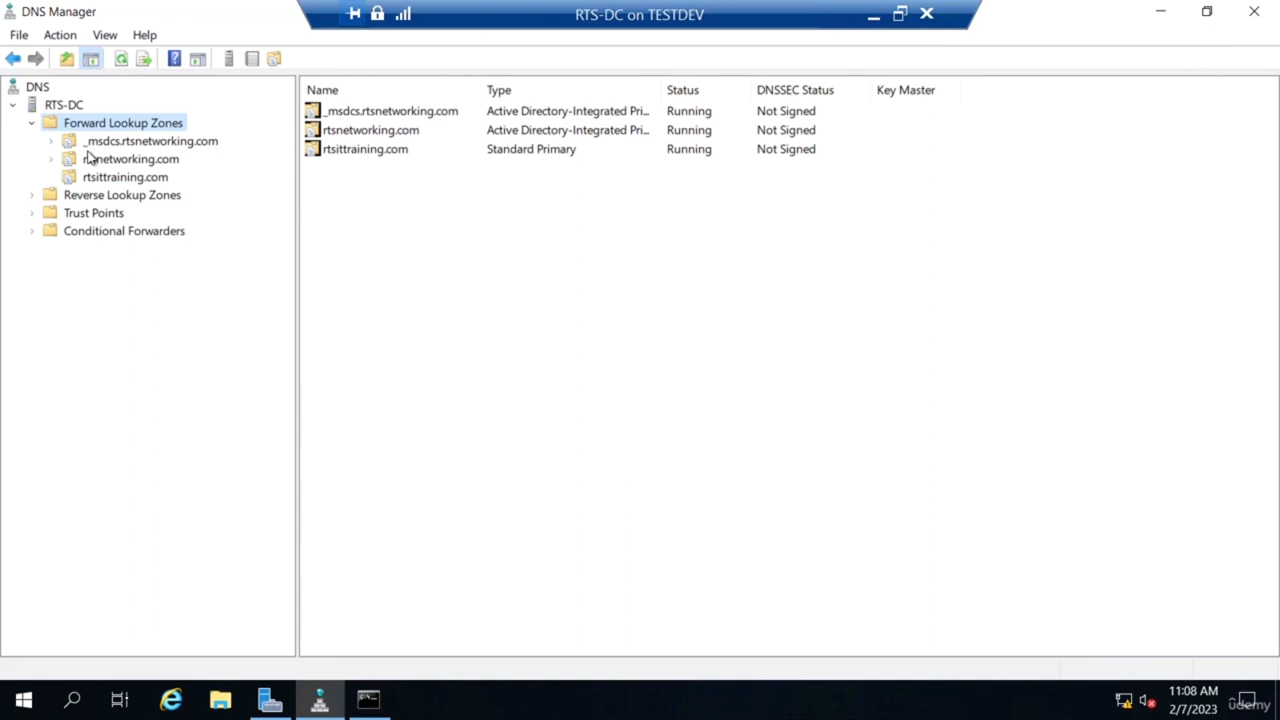 DNS Manager
RTS-DC on TESTDEV
File Action View Help
DNS
RTS-DC
Forward Lookup Zones
_msdcs.rtsnetworking.com
networking.com
rtsittraining.com
Reverse Lookup Zones
Trust Points
Conditional Forwarders
Name Type Status DNSSEC Status Key Master
_msdcs.rtsnetworking.com Active Directory-Integrated Pri... Running Not Signed
rtsnetworking.com Active Directory-Integrated Pri... Running Not Signed
rtsittraining.com Standard Primary Running Not Signed
11:08 AM
2/7/2023
udemy